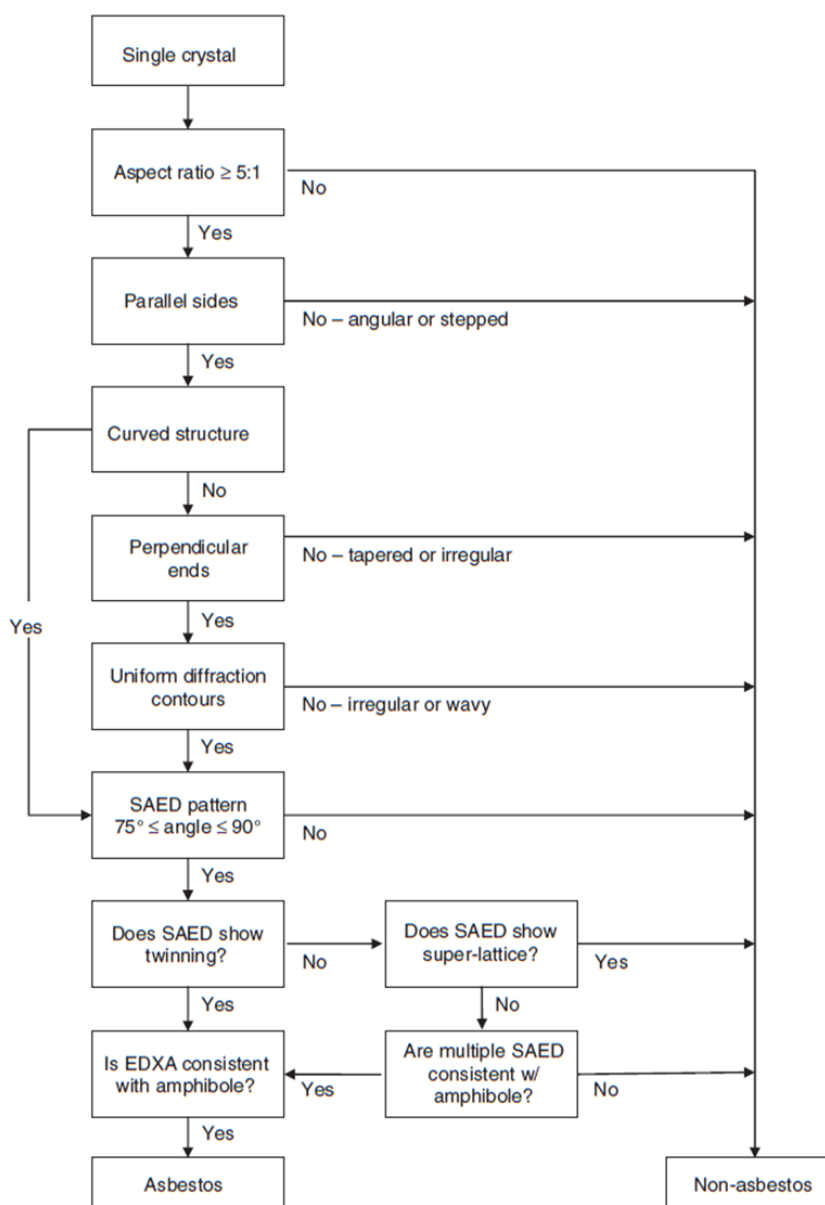 Single crystal
Aspect ratio ≥ 5:1
No
Yes
Parallel sides
No – angular or stepped
Yes
Curved structure
No
Perpendicular
ends
No – tapered or irregular
Yes
Yes
Uniform diffraction
contours
No – irregular or wavy
Yes
SAED pattern
75° ≤ angle ≤ 90°
No
Yes
Does SAED show
twinning?
No
Does SAED show
super-lattice?
Yes
Yes
No
Is EDXA consistent
with amphibole?
Yes
Are multiple SAED
consistent w/
amphibole?
No
Yes
Asbestos
Non-asbestos